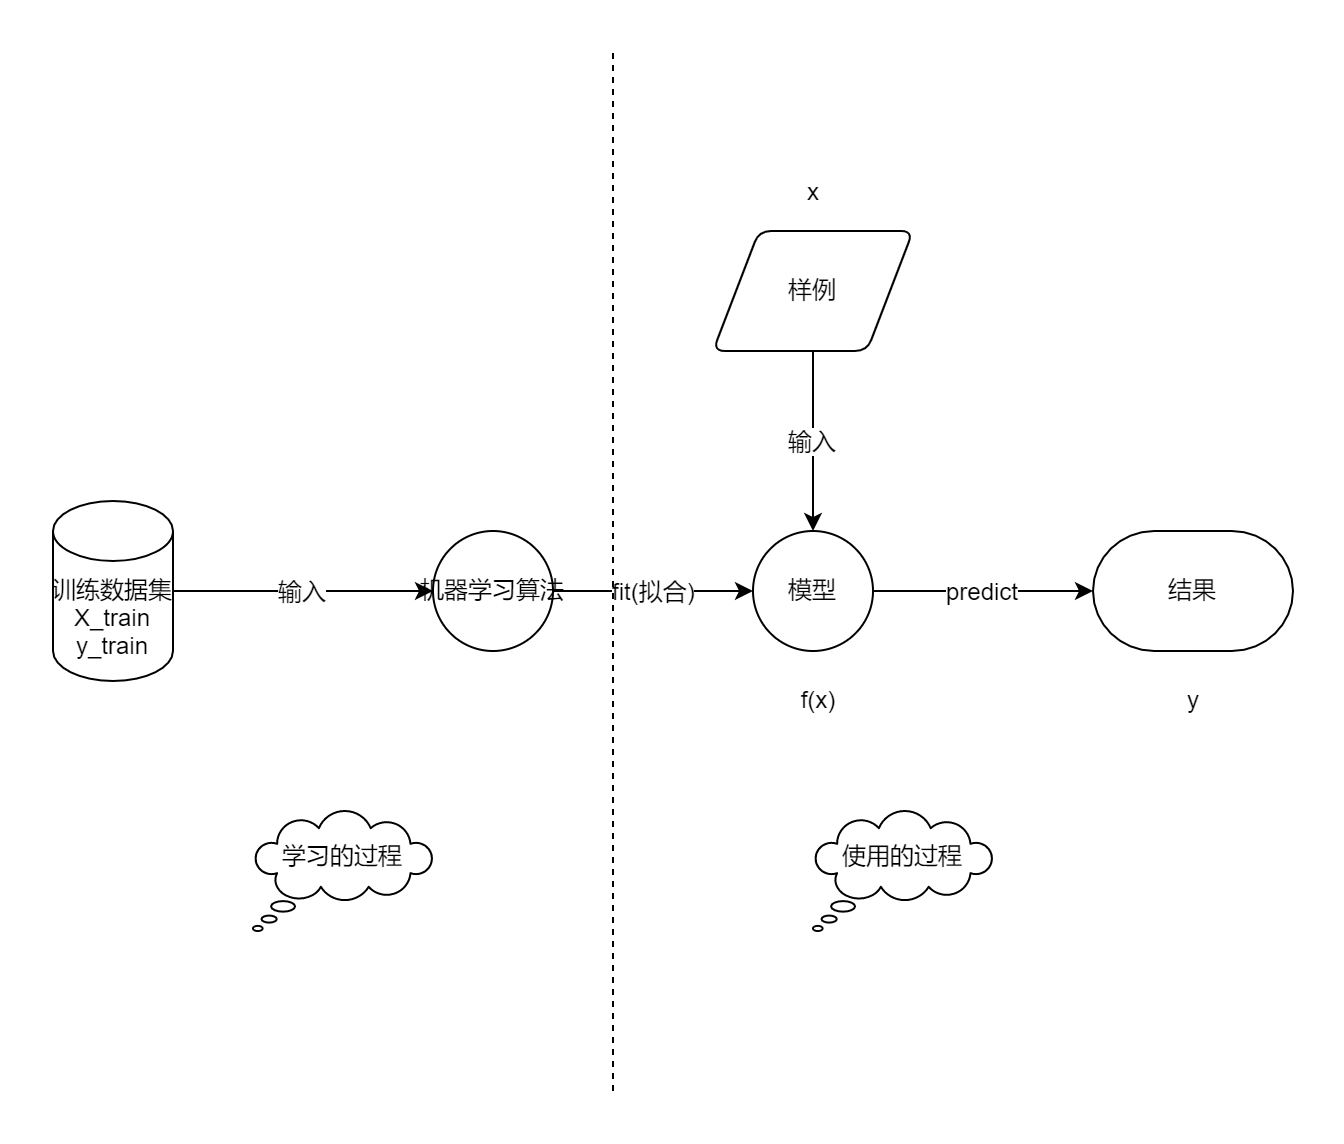 x
样例
输入
训练数据集
X_train
y_train
输入
机器学习算法
fit(拟合)
模型
predict
结果
f(x)
y
学习的过程
使用的过程